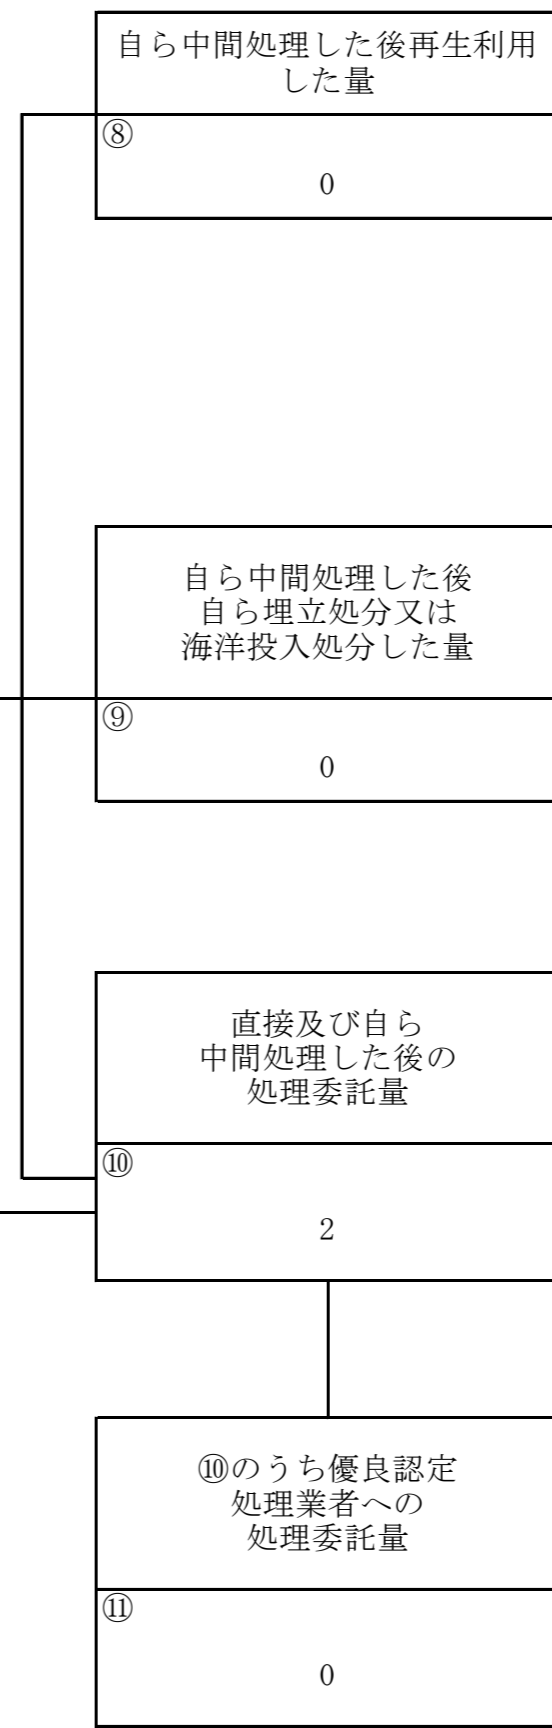 自ら中間処理した後再生利用
した量
⑧
0
自ら中間処理した後
自ら埋立処分又は
海洋投入処分した量
⑨
0
直接及び自ら
中間処理した後の
処理委託量
⑩
2
⑩のうち優良認定
処理業者への
処理委託量
⑪
0